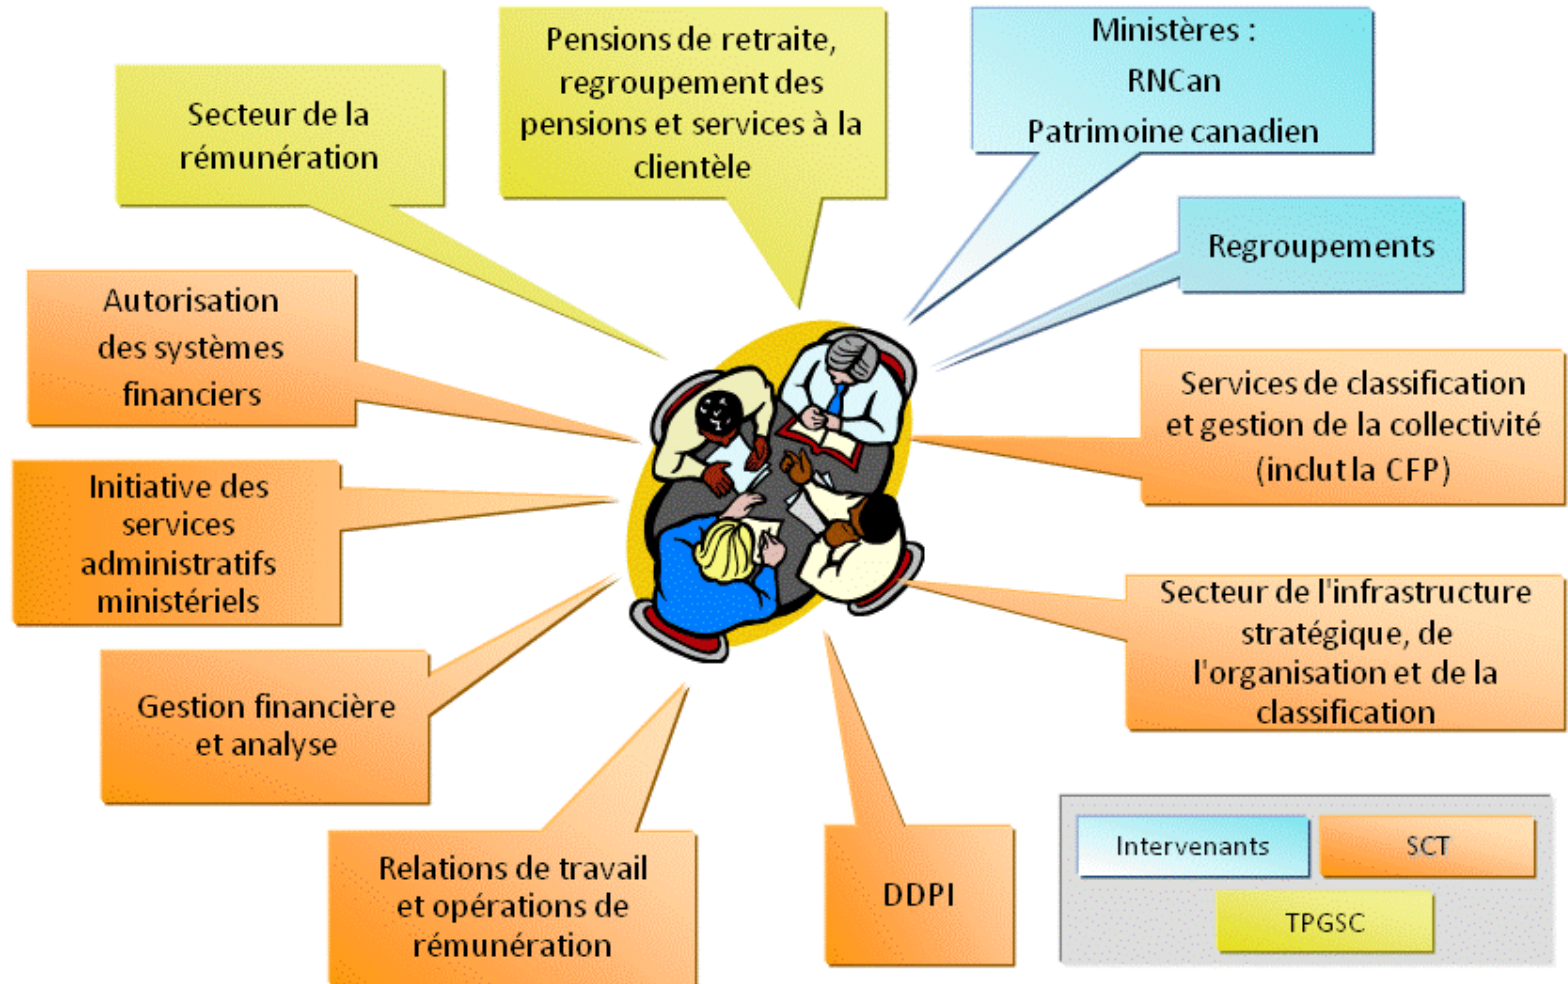 Pensions de retraite,
regroupement des
pensions et services à la
clientèle
Ministères :
RNCan
Patrimoine canadien
Secteur de la
rémunération
Regroupements
Autorisation
des systèmes
financiers
Services de classification
et gestion de la collectivité
(inclut la CFP)
Initiative des
services
administratifs
ministériels
Secteur de l'infrastructure
stratégique, de
l'organisation et de la
classification
Gestion financière
et analyse
Relations de travail
et opérations de
rémunération
DDPI
Intervenants
SCT
TPGSC